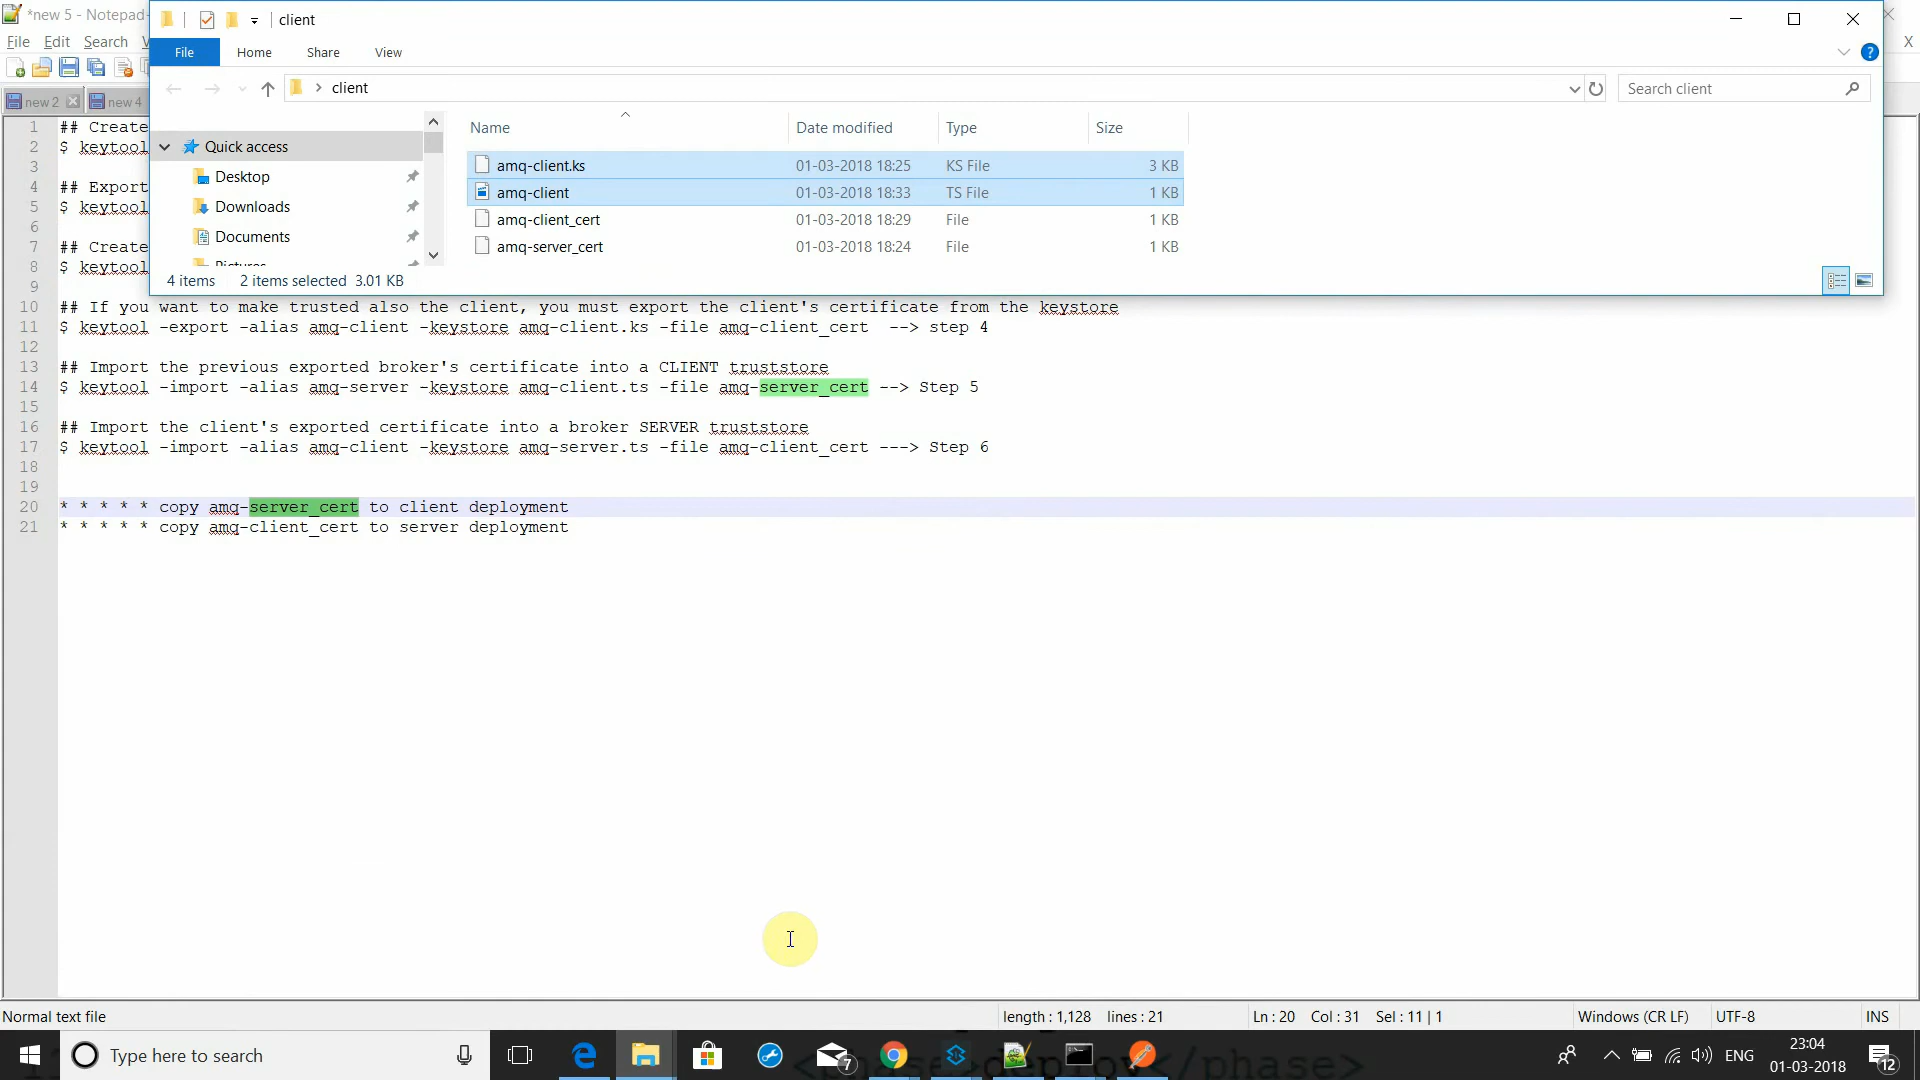 *new 5 - Notepad
client
File Edit Search V
File Home Share View
X
client
Search client
new 2 new 4
Name Date modified Type Size
Quick access
Desktop
Downloads
Documents
Pictures
amq-client.ks 01-03-2018 18:25 KS File 3 KB
amq-client 01-03-2018 18:33 TS File 1 KB
amq-client_cert 01-03-2018 18:29 File 1 KB
amq-server_cert 01-03-2018 18:24 File 1 KB
4 items 2 items selected 3.01 KB
1 ## Create
2 $ keytool
3
4 ## Export
5 $ keytool
6
7 ## Create
8 $ keytool
9
10 ## If you want to make trusted also the client, you must export the client's certificate from the keystore
11 $ keytool -export -alias amq-client -keystore amq-client.ks -file amq-client_cert --> step 4
12
13 ## Import the previous exported broker's certificate into a CLIENT truststore
14 $ keytool -import -alias amq-server -keystore amq-client.ts -file amq-server_cert --> Step 5
15
16 ## Import the client's exported certificate into a broker SERVER truststore
17 $ keytool -import -alias amq-client -keystore amq-server.ts -file amq-client_cert ---> Step 6
18
19
20 * * * * * copy amq-server_cert to client deployment
21 * * * * * copy amq-client_cert to server deployment
Normal text file length : 1,128 lines : 21 Ln : 20 Col : 31 Sel : 11 | 1 Windows (CR LF) UTF-8 INS
Type here to search
7
<phase>deploy</phase>
ENG
23:04
01-03-2018
12